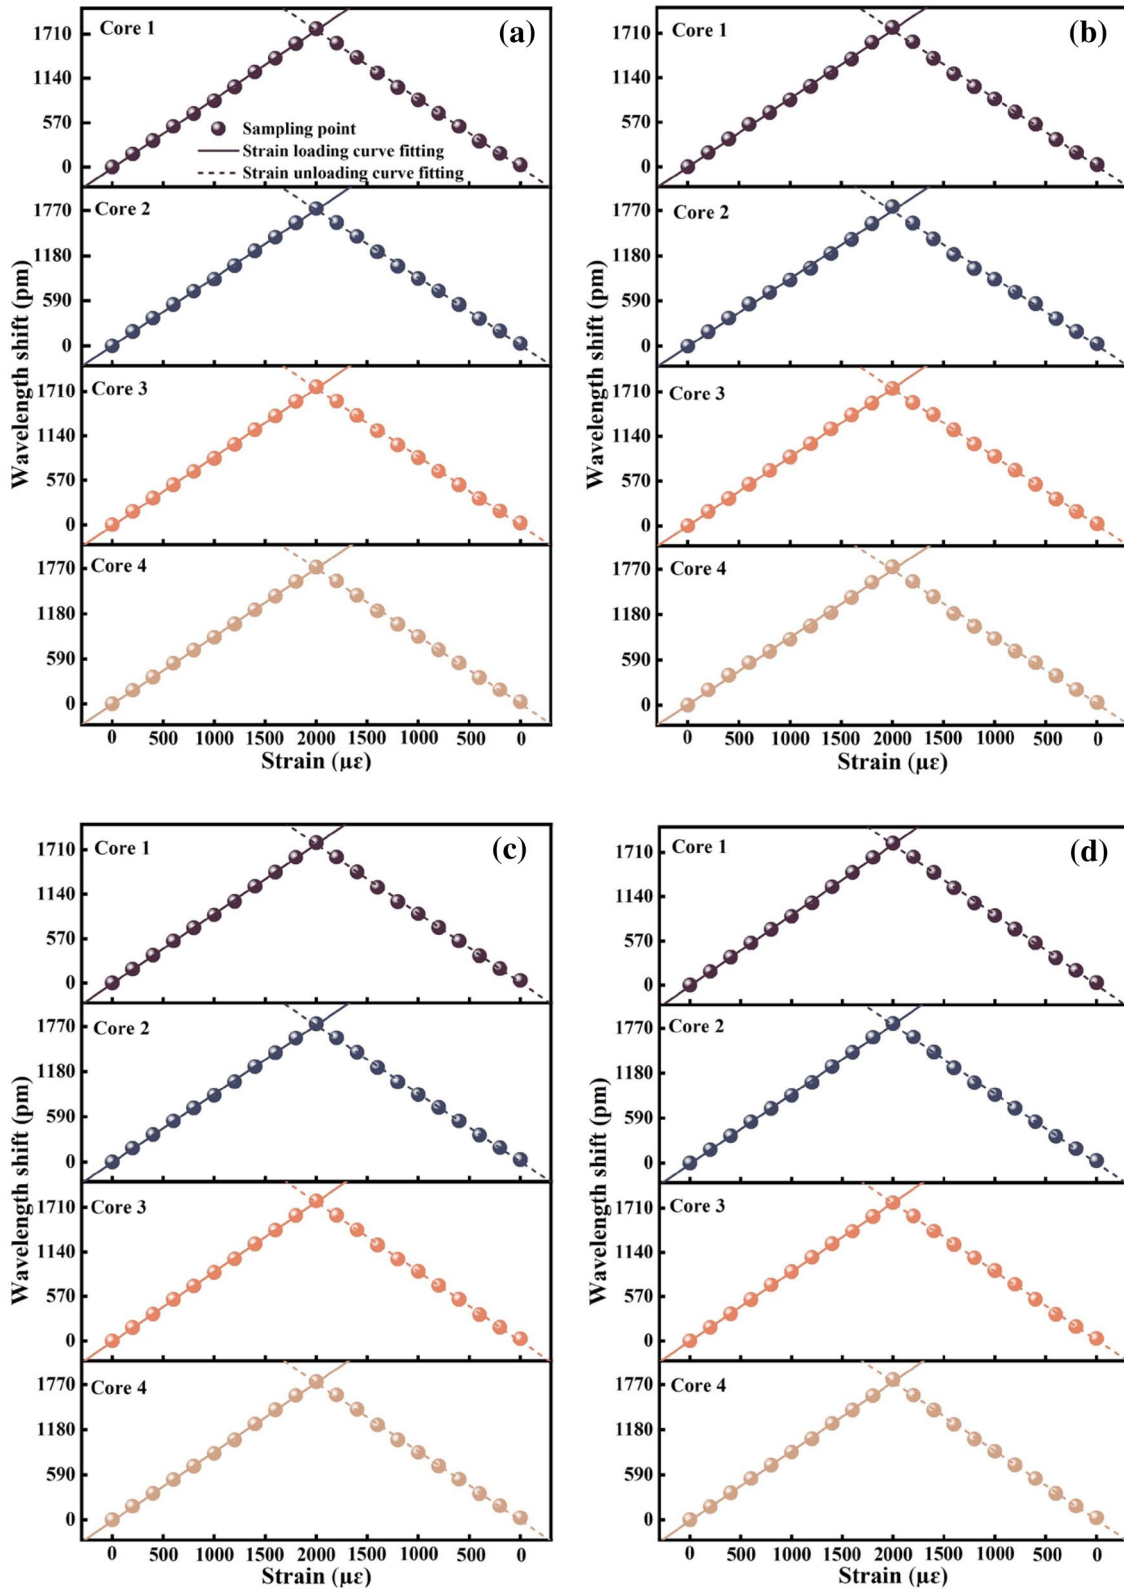 (a)
Core 1
1710
1140
570
0
Sampling point
Strain loading curve fitting
Strain unloading curve fitting
Core 2
1770
1180
590
0
Core 3
1710
1140
570
0
Core 4
1770
1180
590
0
Wavelength shift (pm)
0 500 1000 1500 2000 1500 1000 500 0
Strain (με)
(b)
Core 1
1710
1140
570
0
Core 2
1770
1180
590
0
Core 3
1710
1140
570
0
Core 4
1770
1180
590
0
Wavelength shift (pm)
0 500 1000 1500 2000 1500 1000 500 0
Strain (με)
(c)
Core 1
1710
1140
570
0
Core 2
1770
1180
590
0
Core 3
1710
1140
570
0
Core 4
1770
1180
590
0
Wavelength shift (pm)
0 500 1000 1500 2000 1500 1000 500 0
Strain (με)
(d)
Core 1
1710
1140
570
0
Core 2
1770
1180
590
0
Core 3
1710
1140
570
0
Core 4
1770
1180
590
0
Wavelength shift (pm)
0 500 1000 1500 2000 1500 1000 500 0
Strain (με)